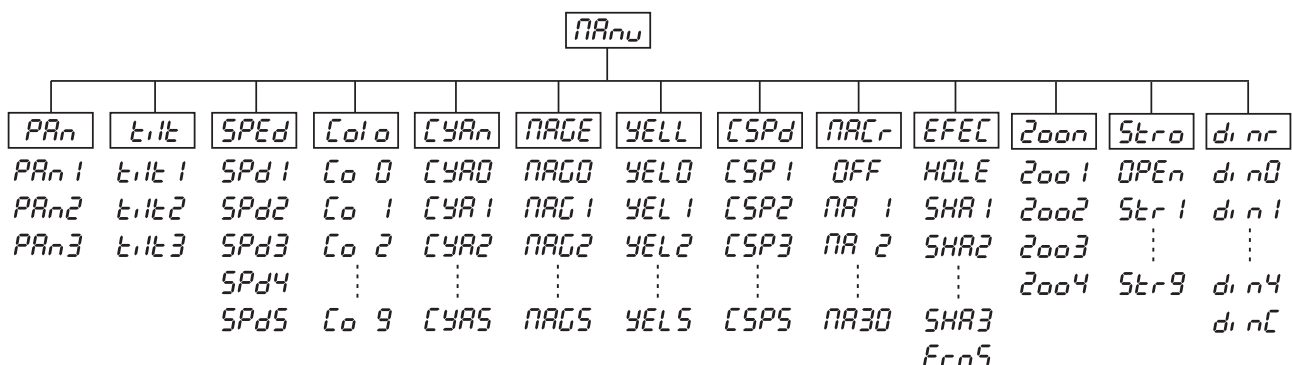 MAnu
PAn tilt SPEd Colo CYAn MAGE YELL CSPd MACr EFEC Zoon Stro dinr
PAn1 tilt1 SPd1 Co 0 CYA0 MAG0 YEL0 CSP1 OFF HOLE Zoo1 OPEn din0
PAn2 tilt2 SPd2 Co 1 CYA1 MAG1 YEL1 CSP2 MA 1 SHA1 Zoo2 Str1 din1
PAn3 tilt3 SPd3 Co 2 CYA2 MAG2 YEL2 CSP3 MA 2 SHA2 Zoo3
SPd4 Zoo4 Str9 din4
SPd5 Co 9 CYA5 MAG5 YEL5 CSP5 MA30 SHA3 dinC